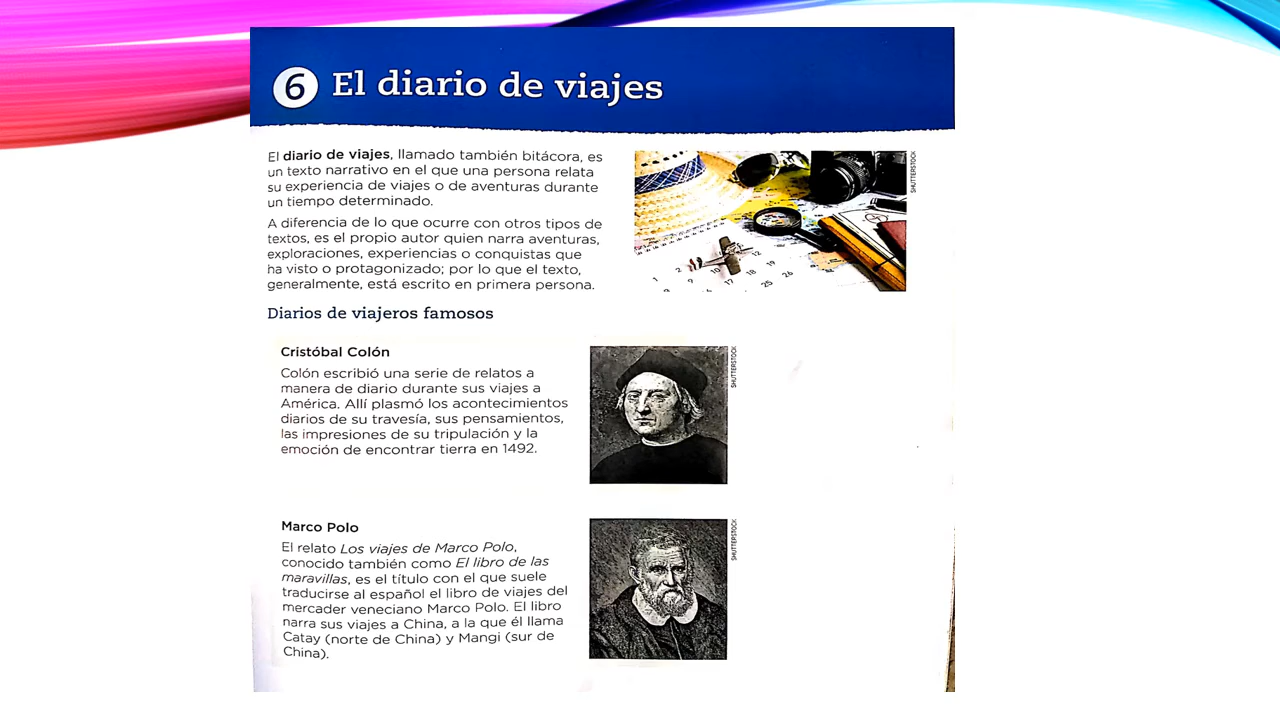 6 El diario de viajes
El diario de viajes, llamado también bitácora, es
un texto narrativo en el que una persona relata
su experiencia de viajes o de aventuras durante
un tiempo determinado.
A diferencia de lo que ocurre con otros tipos de
textos, es el propio autor quien narra aventuras,
exploraciones, experiencias o conquistas que
ha visto o protagonizado; por lo que el texto,
generalmente, está escrito en primera persona.
SHUTTERSTOCK
Diarios de viajeros famosos
Cristóbal Colón
Colón escribió una serie de relatos a
manera de diario durante sus viajes a
América. Allí plasmó los acontecimientos
diarios de su travesía, sus pensamientos,
las impresiones de su tripulación y la
emoción de encontrar tierra en 1492.
SHUTTERSTOCK
Marco Polo
El relato Los viajes de Marco Polo,
conocido también como El libro de las
maravillas, es el título con el que suele
traducirse al español el libro de viajes del
mercader veneciano Marco Polo. El libro
narra sus viajes a China, a la que él llama
Catay (norte de China) y Mangi (sur de
China).
SHUTTERSTOCK